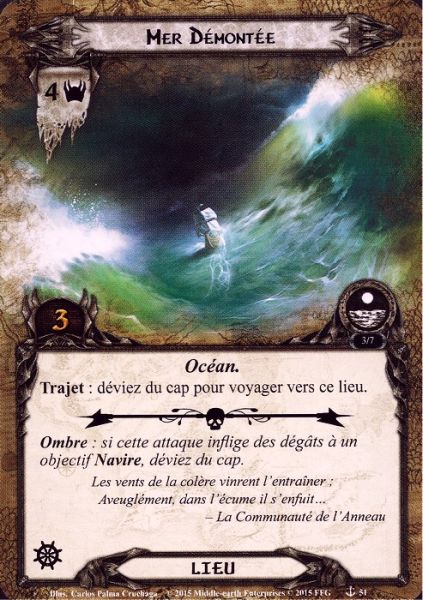 Mer Démontée
4
3
3/7
Océan.
Trajet : déviez du cap pour voyager vers ce lieu.
Ombre : si cette attaque inflige des dégâts à un
objectif Navire, déviez du cap.
Les vents de la colère vinrent l'entraîner ;
Aveuglément, dans l'écume il s'enfuit…
– La Communauté de l'Anneau
LIEU
Illus. Carlos Palma Cruchaga © 2015 Middle-earth Enterprises © 2015 FFG 51